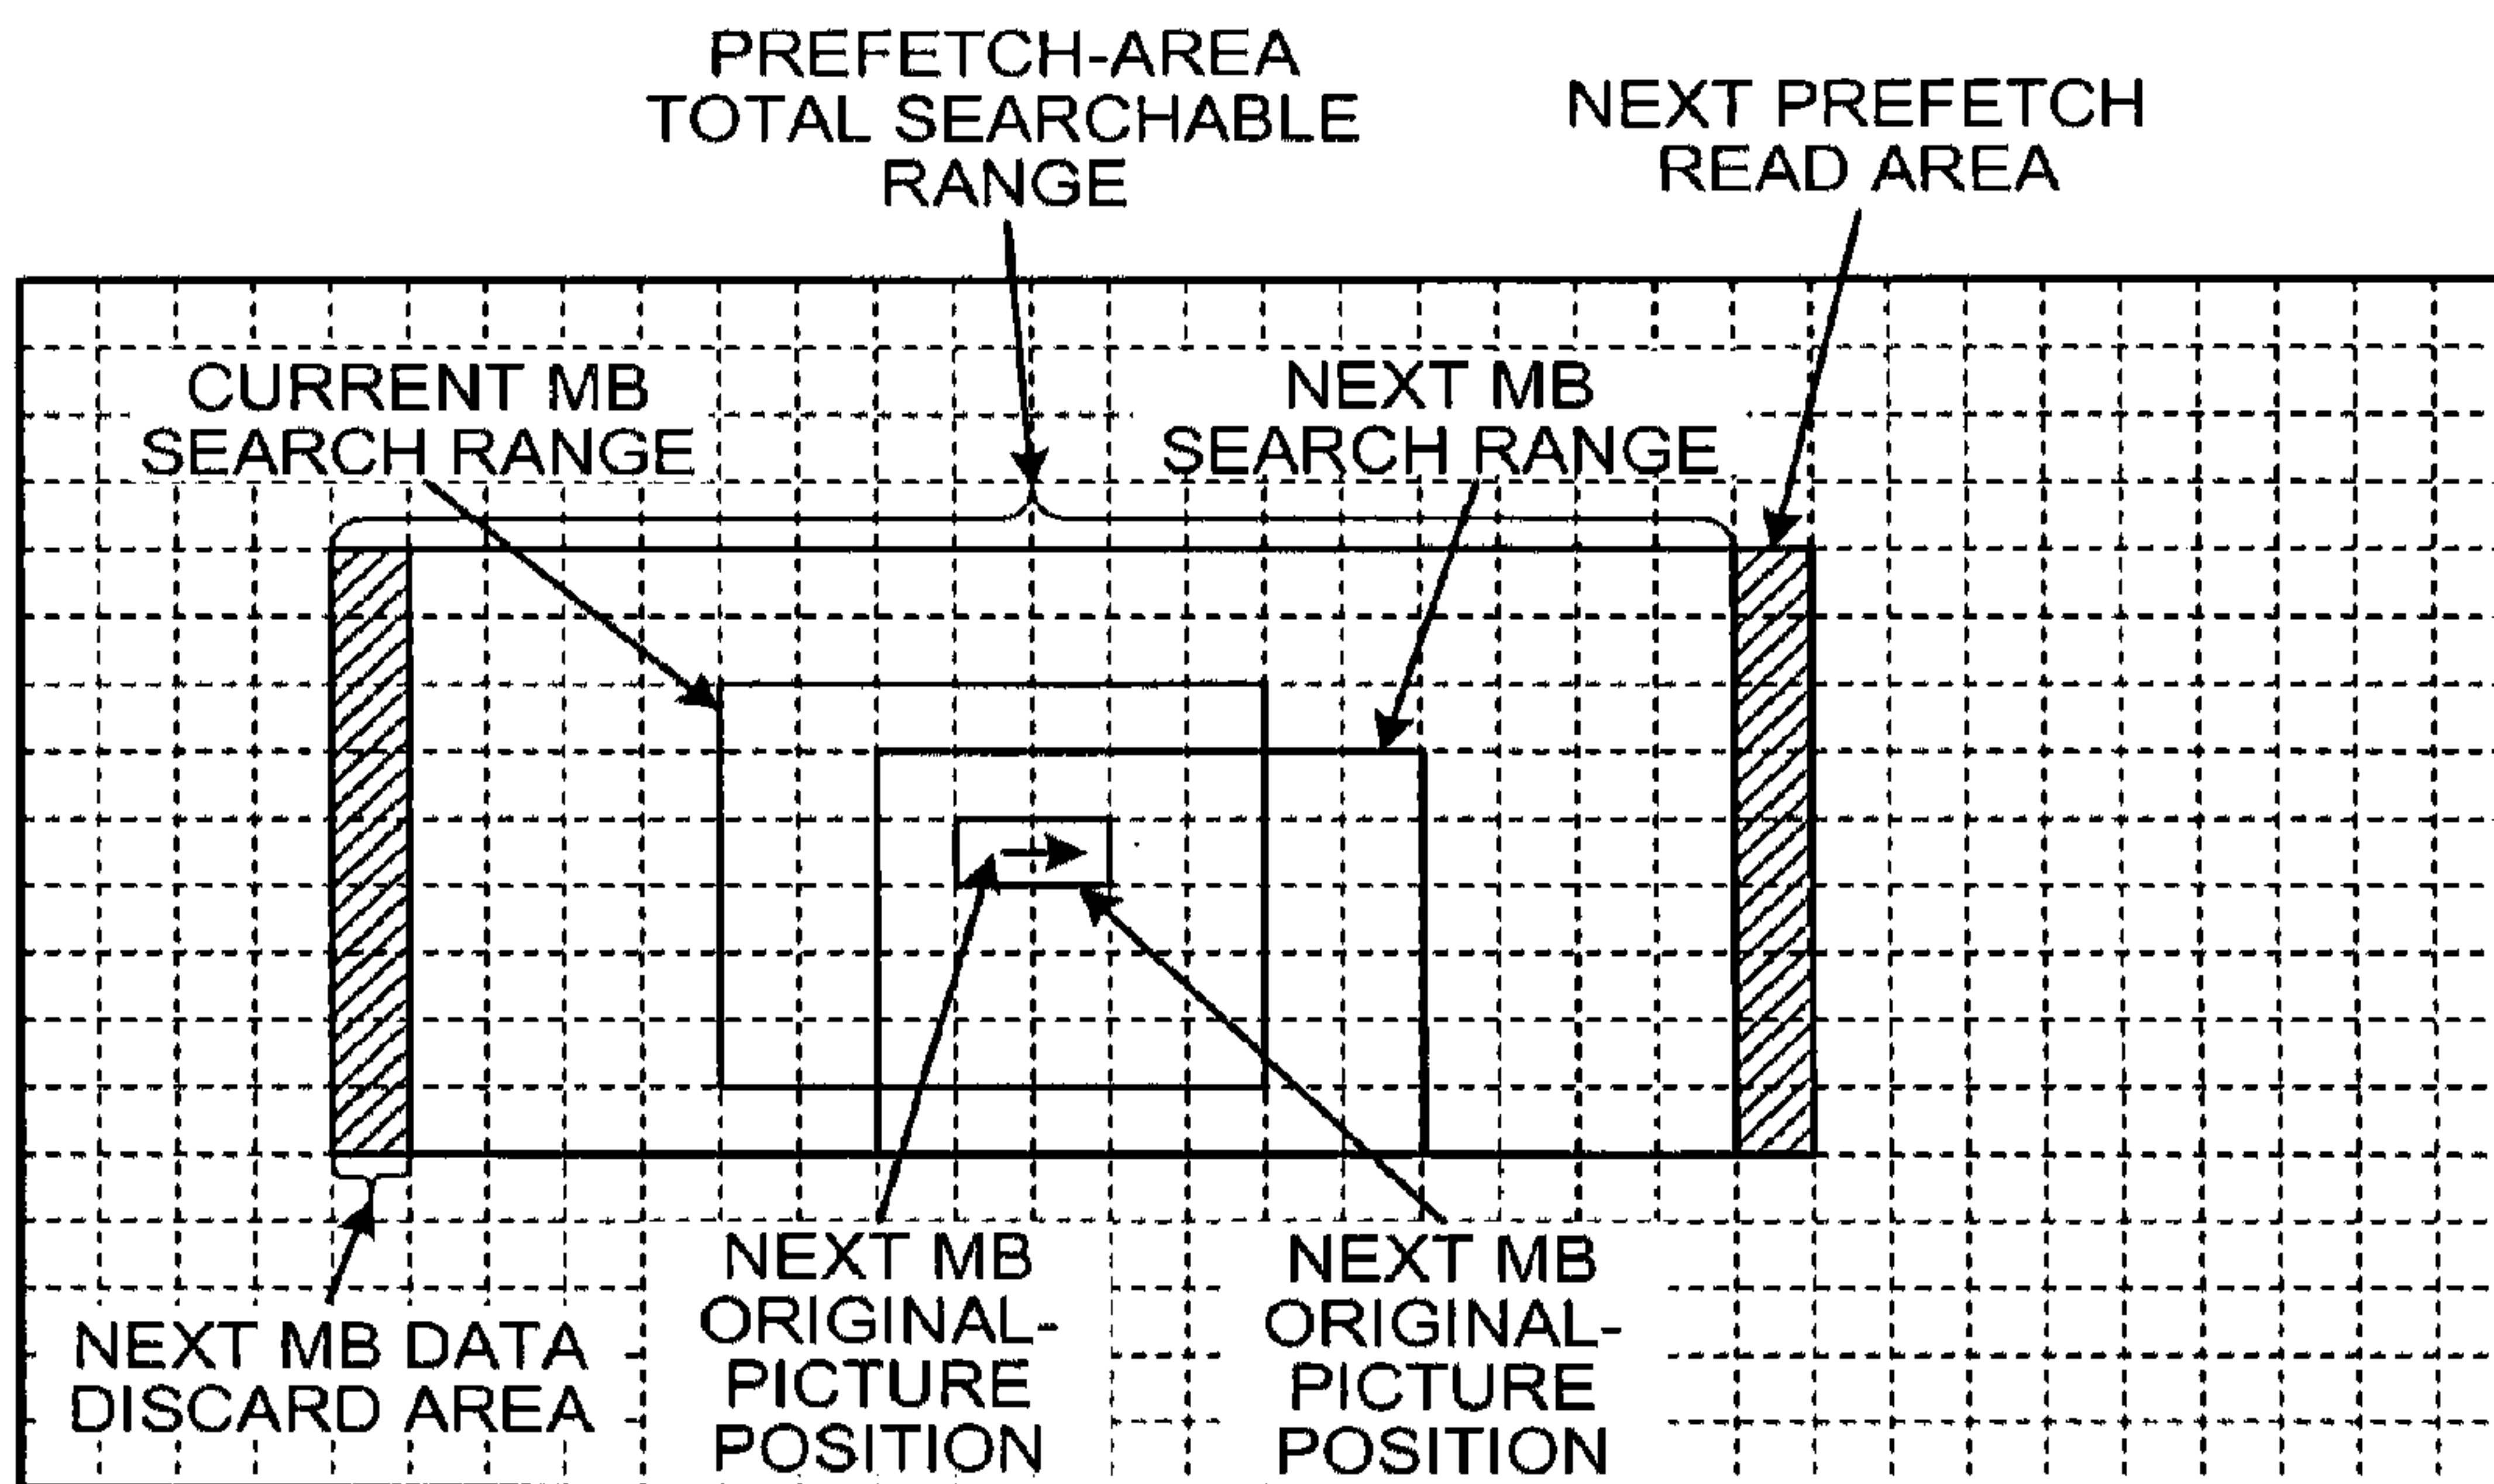 PREFETCH-AREA
TOTAL SEARCHABLE
RANGE
NEXT PREFETCH
READ AREA
CURRENT MB
SEARCH RANGE
NEXT MB
SEARCH RANGE
NEXT MB DATA
DISCARD AREA
NEXT MB
ORIGINAL-
PICTURE
POSITION
NEXT MB
ORIGINAL-
PICTURE
POSITION